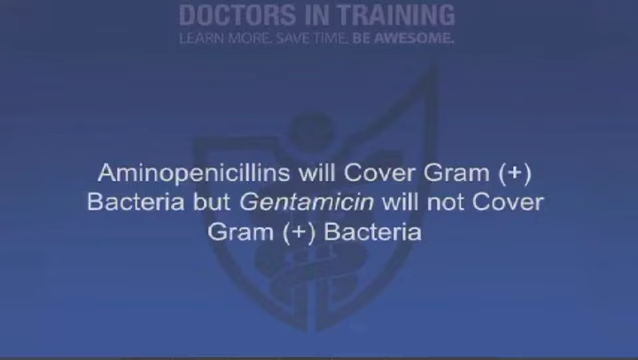 DOCTORS IN TRAINING
LEARN MORE. SAVE TIME. BE AWESOME.
Aminopenicillins will Cover Gram (+)
Bacteria but Gentamicin will not Cover
Gram (+) Bacteria